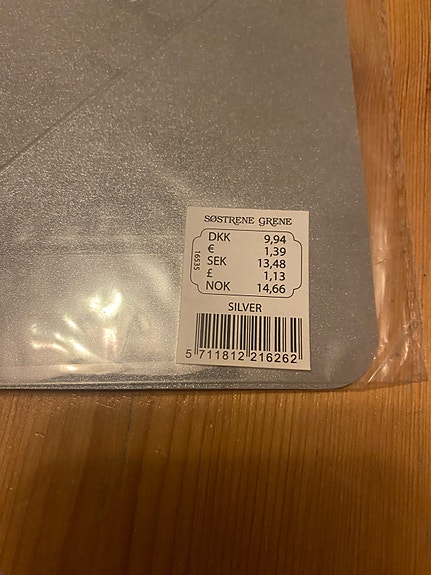 SØSTRENE GRENE
DKK 9,94
€ 1,39
SEK 13,48
£ 1,13
NOK 14,66
16535
SILVER
5 711812 216262